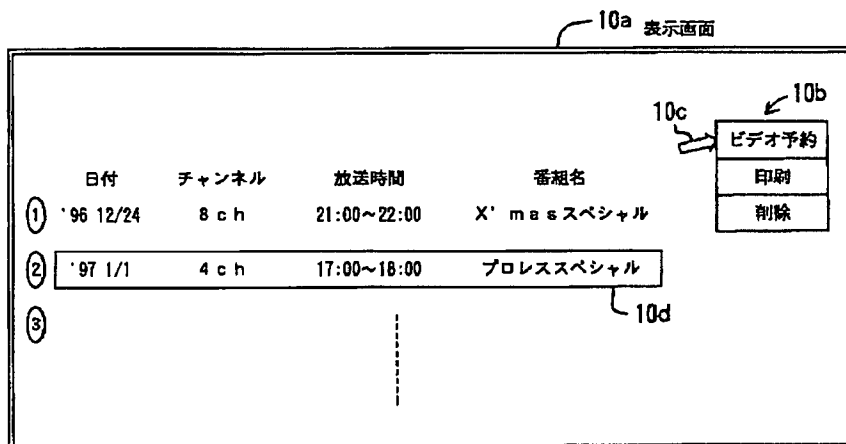 10a 表示画面
10b
10c
ビデオ予約
印刷
削除
日付 チャンネル 放送時間 番組名
① '96 12/24 8ch 21:00~22:00 X'masスペシャル
② '97 1/1 4ch 17:00~18:00 プロレススペシャル
10d
③